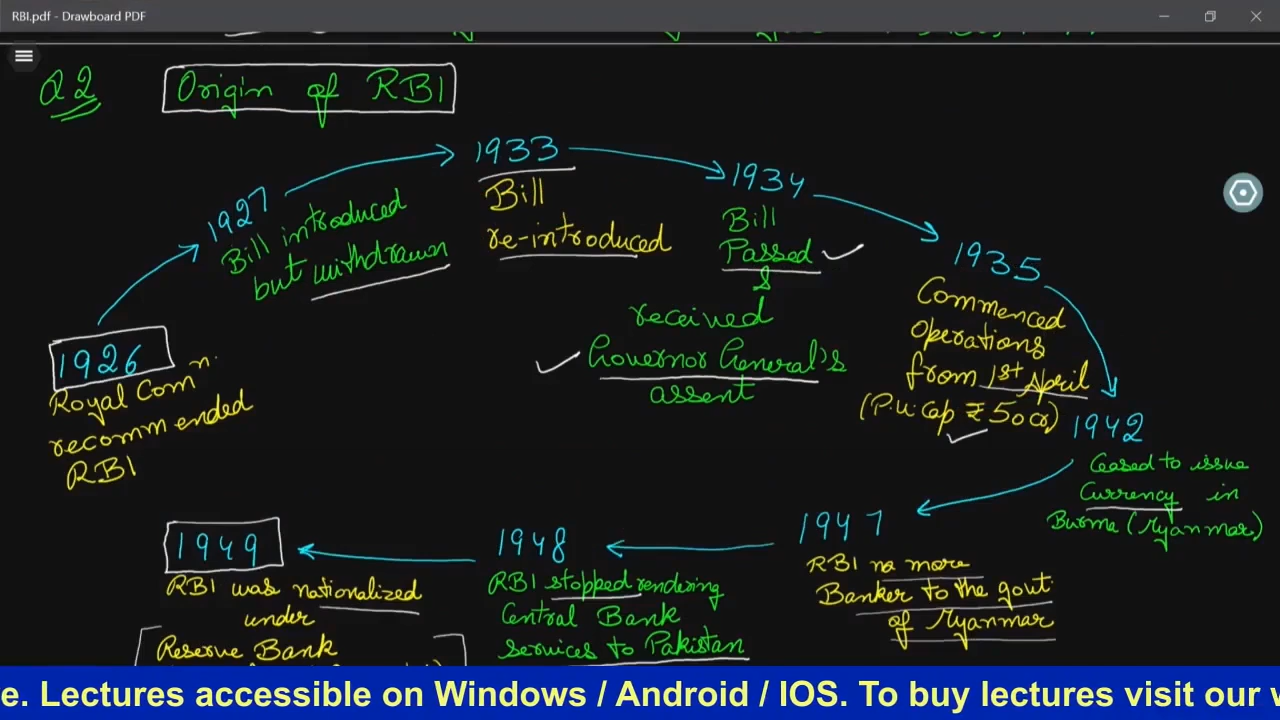 RBI.pdf - Drawboard PDF
Q2
Origin of RBI
1926
Royal Comm n.
recommended
RBI
1927
Bill introduced
but withdrawn
1933
Bill
re-introduced
1934
Bill
Passed
&
received
Governor General's
assent
1935
Commenced
Operations
from 1st April
(P.u. Cap ₹ 5 Cr)
1942
Ceased to issue
Currency in
Burma (Myanmar)
1947
RBI no more
Banker to the govt
of Myanmar
1948
RBI stopped rendering
Central Bank
services to Pakistan
1949
RBI was nationalized
under
Reserve Bank
e. Lectures accessible on Windows / Android / IOS. To buy lectures visit our